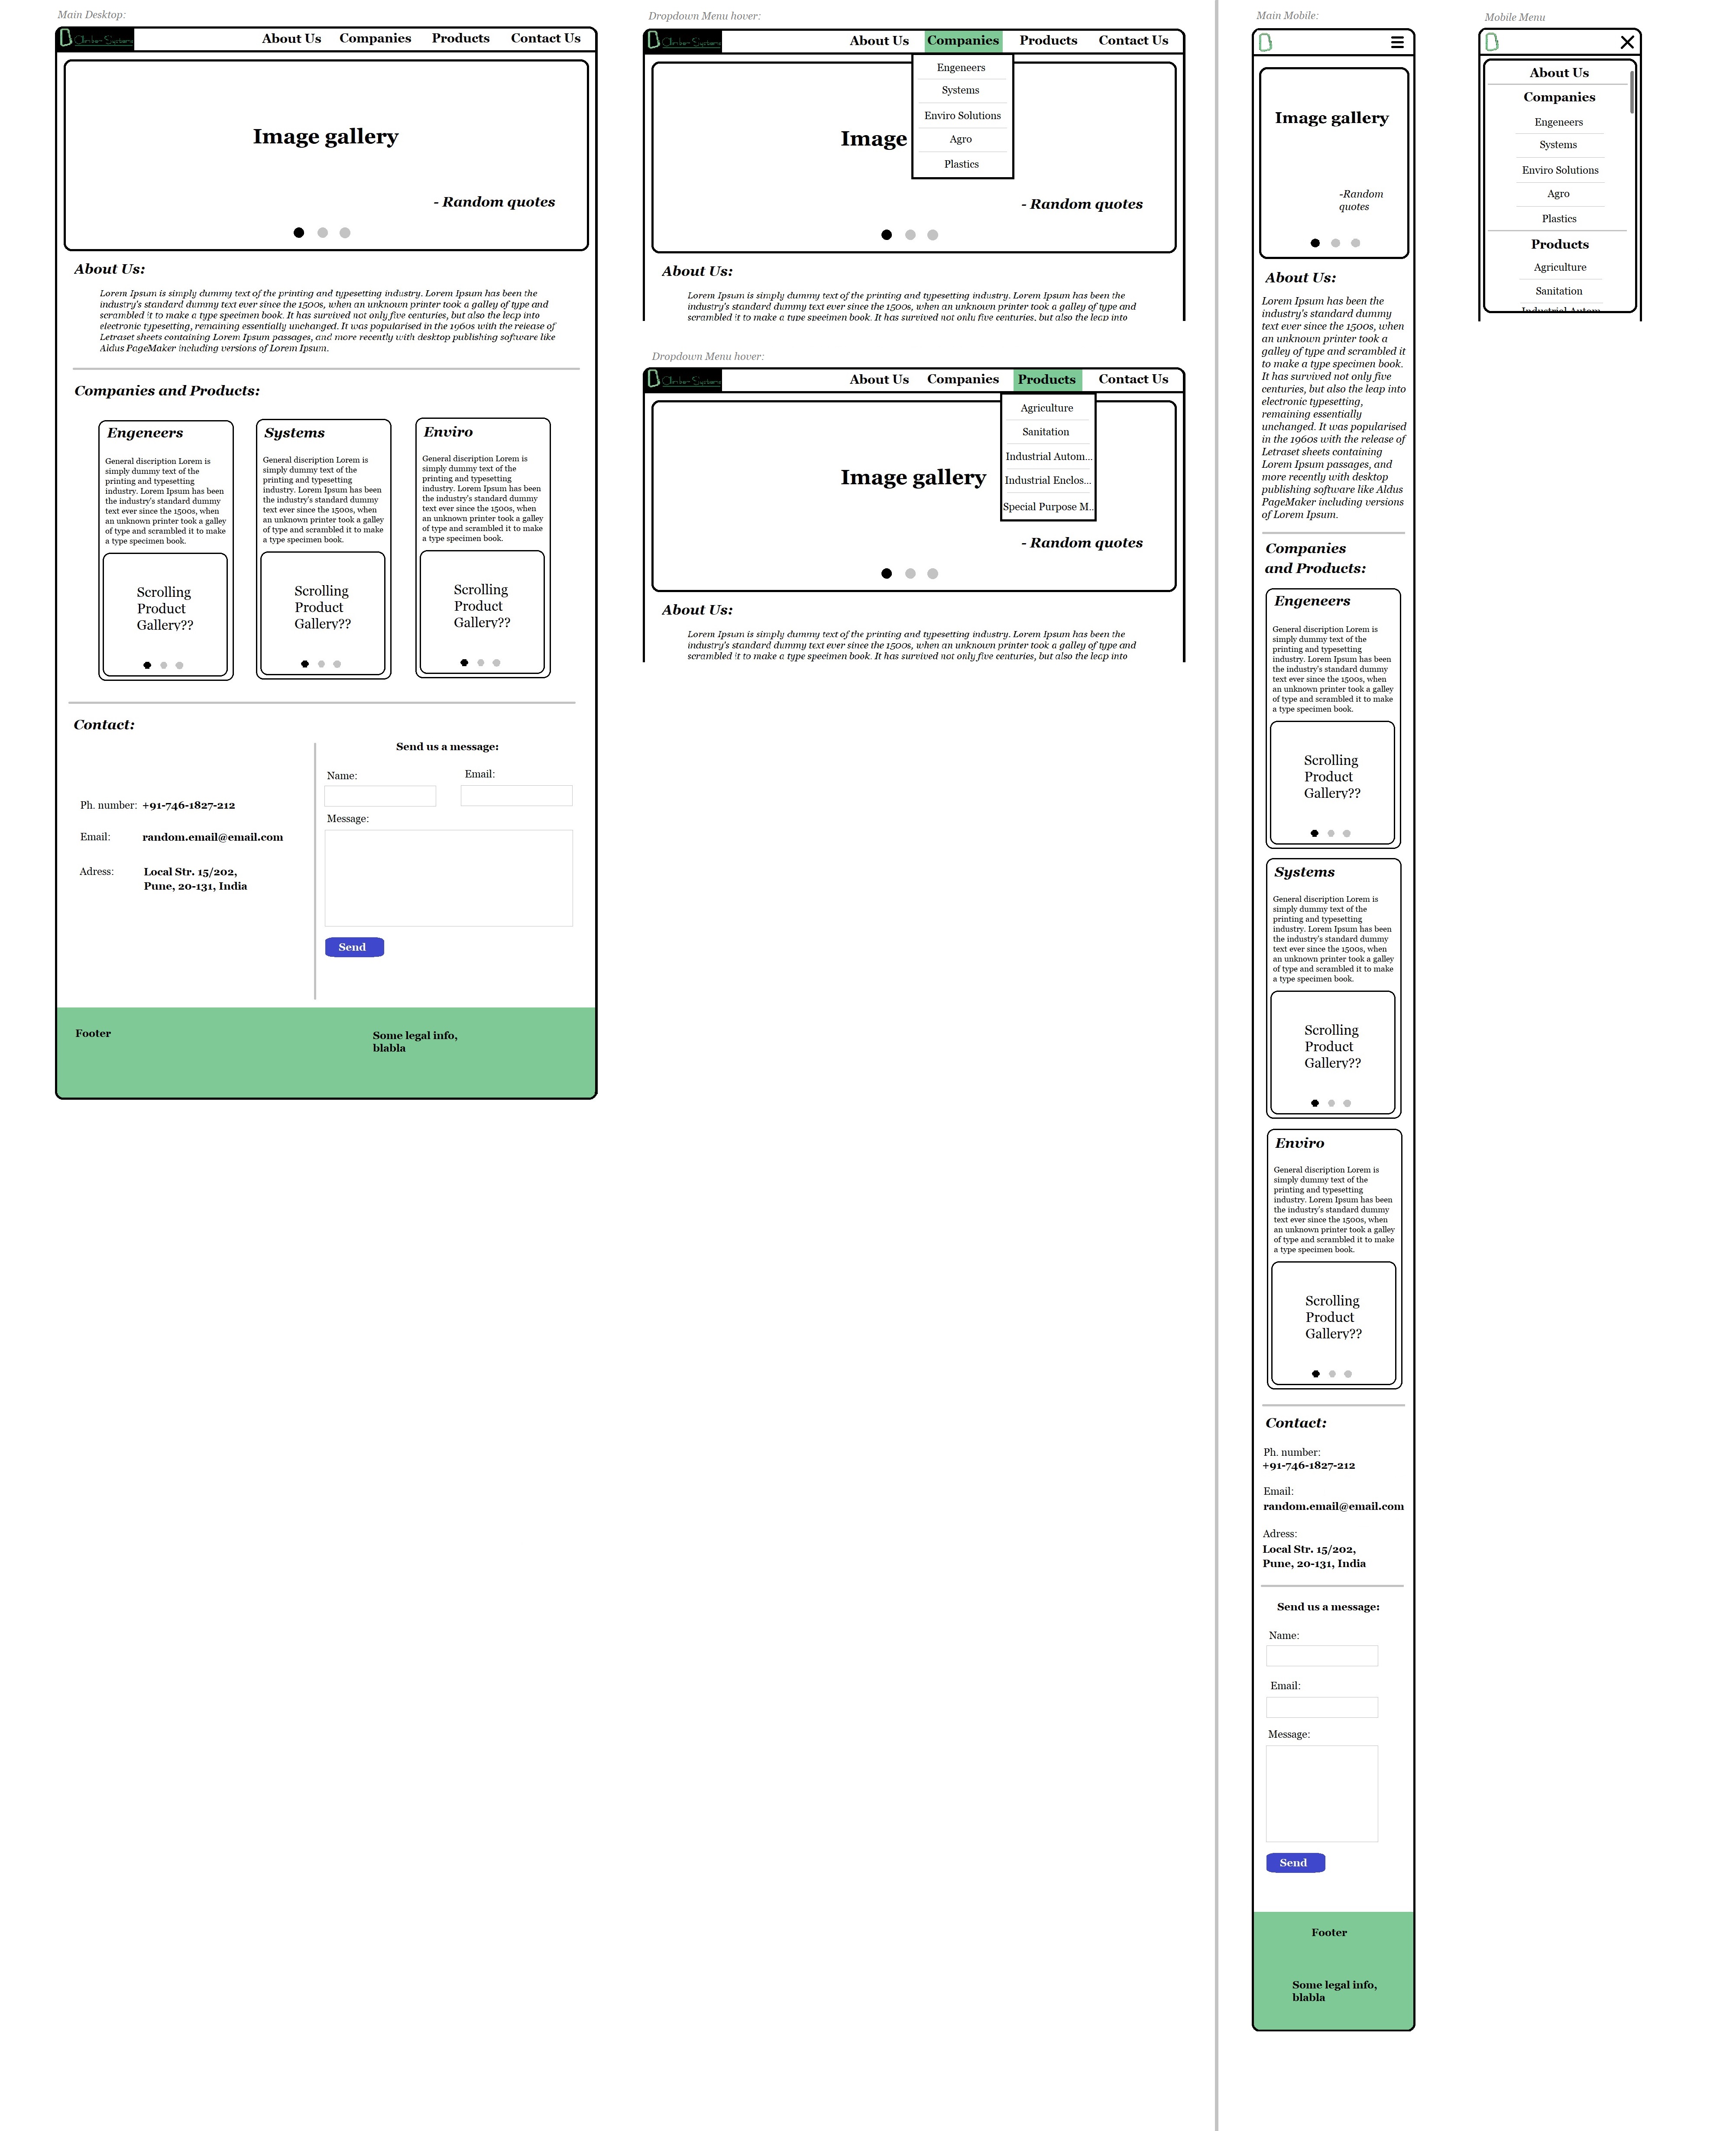 Main Desktop:
About Us Companies Products Contact Us
Image gallery
- Random quotes
About Us:
Lorem Ipsum is simply dummy text of the printing and typesetting industry. Lorem Ipsum has been the
industry's standard dummy text ever since the 1500s, when an unknown printer took a galley of type and
scrambled it to make a type specimen book. It has survived not only five centuries, but also the leap into
electronic typesetting, remaining essentially unchanged. It was popularised in the 1960s with the release of
Letraset sheets containing Lorem Ipsum passages, and more recently with desktop publishing software like
Aldus PageMaker including versions of Lorem Ipsum.
Companies and Products:
Engeneers
General discription Lorem is
simply dummy text of the
printing and typesetting
industry. Lorem Ipsum has been
the industry's standard dummy
text ever since the 1500s, when
an unknown printer took a galley
of type and scrambled it to make
a type specimen book.
Scrolling
Product
Gallery??
Systems
General discription Lorem is
simply dummy text of the
printing and typesetting
industry. Lorem Ipsum has been
the industry's standard dummy
text ever since the 1500s, when
an unknown printer took a galley
of type and scrambled it to make
a type specimen book.
Scrolling
Product
Gallery??
Enviro
General discription Lorem is
simply dummy text of the
printing and typesetting
industry. Lorem Ipsum has been
the industry's standard dummy
text ever since the 1500s, when
an unknown printer took a galley
of type and scrambled it to make
a type specimen book.
Scrolling
Product
Gallery??
Contact:
Ph. number: +91-746-1827-212
Email: random.email@email.com
Adress: Local Str. 15/202,
Pune, 20-131, India
Send us a message:
Name: Email:
Message:
Send
Footer
Some legal info,
blabla
Dropdown Menu hover:
About Us Companies Products Contact Us
Engeneers
Systems
Enviro Solutions
Agro
Plastics
Image
- Random quotes
About Us:
Lorem Ipsum is simply dummy text of the printing and typesetting industry. Lorem Ipsum has been the
industry's standard dummy text ever since the 1500s, when an unknown printer took a galley of type and
scrambled it to make a type specimen book. It has survived not only five centuries, but also the leap into
Dropdown Menu hover:
About Us Companies Products Contact Us
Agriculture
Sanitation
Industrial Autom...
Industrial Enclos...
Special Purpose M..
Image gallery
- Random quotes
About Us:
Lorem Ipsum is simply dummy text of the printing and typesetting industry. Lorem Ipsum has been the
industry's standard dummy text ever since the 1500s, when an unknown printer took a galley of type and
scrambled it to make a type specimen book. It has survived not only five centuries, but also the leap into
Main Mobile:
Image gallery
-Random
quotes
About Us:
Lorem Ipsum has been the
industry's standard dummy
text ever since the 1500s, when
an unknown printer took a
galley of type and scrambled it
to make a type specimen book.
It has survived not only five
centuries, but also the leap into
electronic typesetting,
remaining essentially
unchanged. It was popularised
in the 1960s with the release of
Letraset sheets containing
Lorem Ipsum passages, and
more recently with desktop
publishing software like Aldus
PageMaker including versions
of Lorem Ipsum.
Companies
and Products:
Engeneers
General discription Lorem is
simply dummy text of the
printing and typesetting
industry. Lorem Ipsum has been
the industry's standard dummy
text ever since the 1500s, when
an unknown printer took a galley
of type and scrambled it to make
a type specimen book.
Scrolling
Product
Gallery??
Systems
General discription Lorem is
simply dummy text of the
printing and typesetting
industry. Lorem Ipsum has been
the industry's standard dummy
text ever since the 1500s, when
an unknown printer took a galley
of type and scrambled it to make
a type specimen book.
Scrolling
Product
Gallery??
Enviro
General discription Lorem is
simply dummy text of the
printing and typesetting
industry. Lorem Ipsum has been
the industry's standard dummy
text ever since the 1500s, when
an unknown printer took a galley
of type and scrambled it to make
a type specimen book.
Scrolling
Product
Gallery??
Contact:
Ph. number:
+91-746-1827-212
Email:
random.email@email.com
Adress:
Local Str. 15/202,
Pune, 20-131, India
Send us a message:
Name:
Email:
Message:
Send
Footer
Some legal info,
blabla
Mobile Menu
About Us
Companies
Engeneers
Systems
Enviro Solutions
Agro
Plastics
Products
Agriculture
Sanitation
Industrial Autom